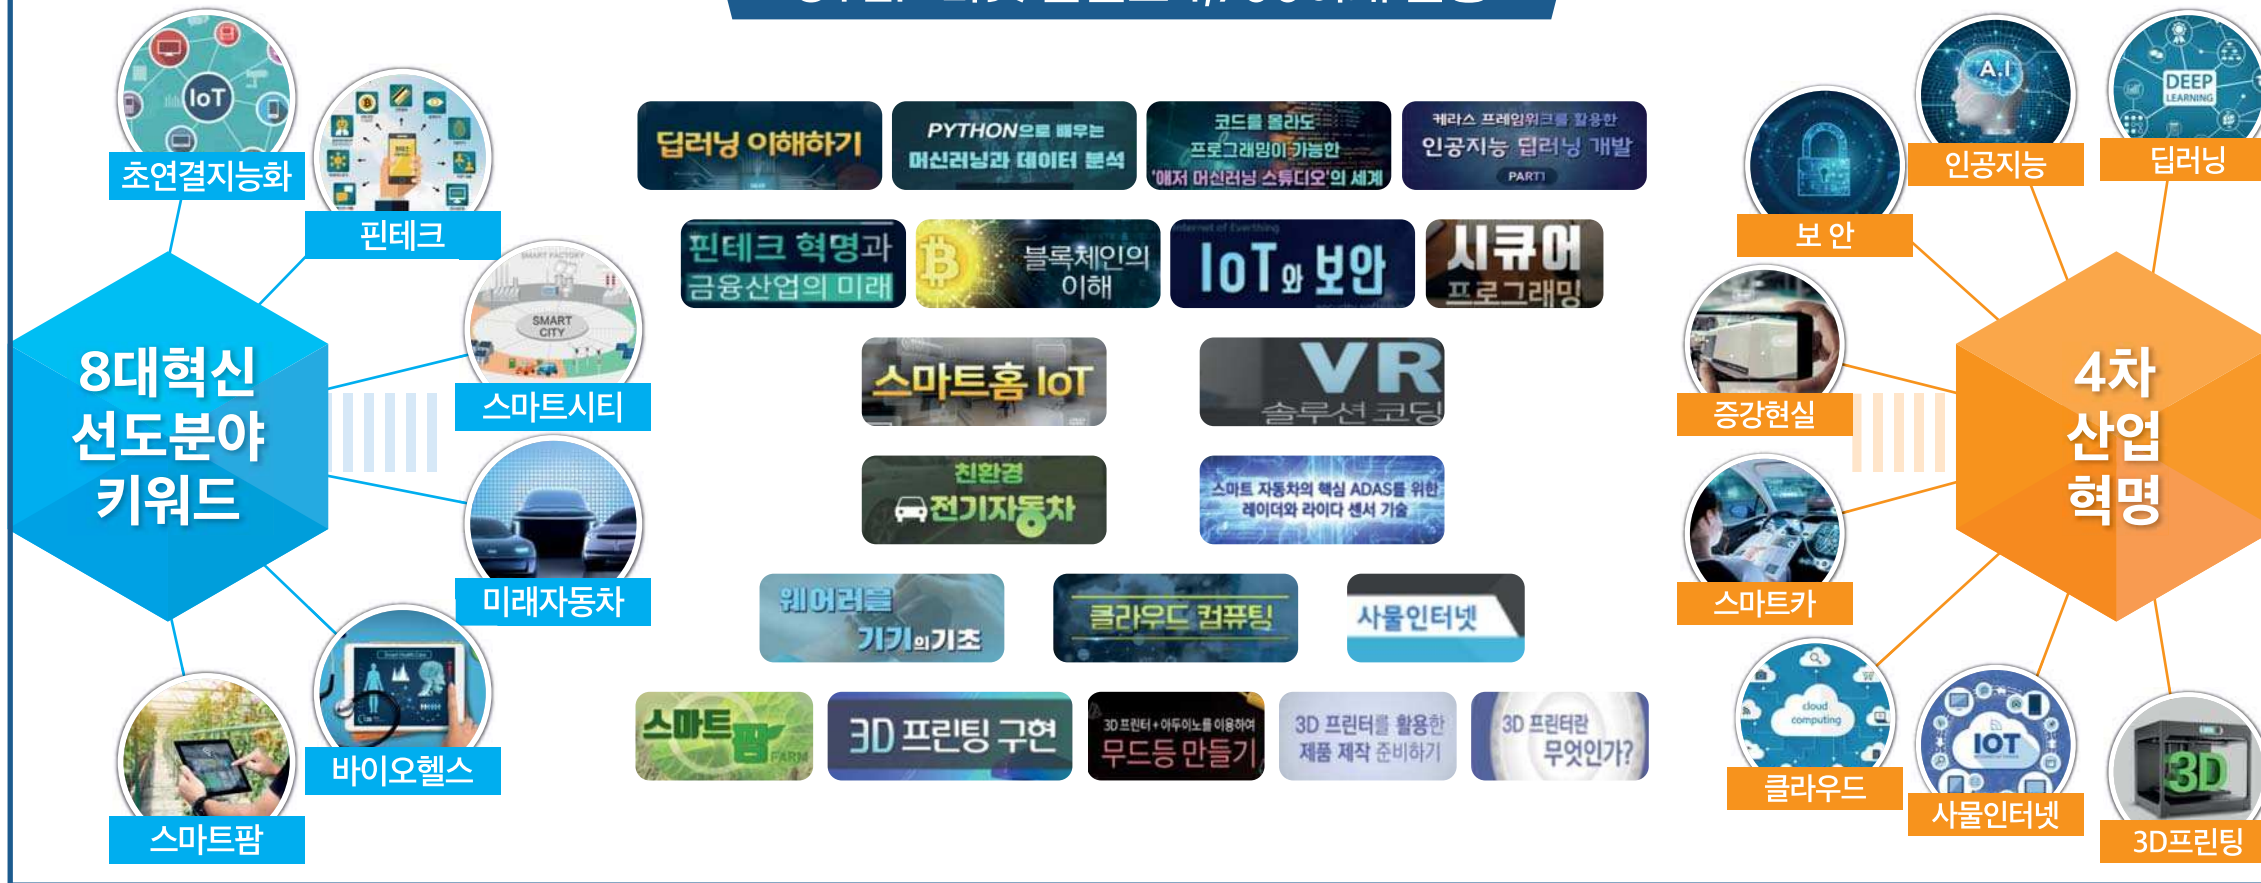 IoT
초연결지능화
핀테크
SMART FACTORY
SMART
CITY
스마트시티
8대혁신
선도분야
키워드
미래자동차
Smart Health Care
바이오헬스
스마트팜
딥러닝 이해하기
PYTHON으로 배우는
머신러닝과 데이터 분석
코드를 몰라도
프로그래밍이 가능한
'애저 머신러닝 스튜디오'의 세계
케라스 프레임워크를 활용한
인공지능 딥러닝 개발
PART1
핀테크 혁명과
금융산업의 미래
블록체인의
이해
Internet of Everthing
IoT와 보안
시큐어
프로그래밍
스마트홈 IoT
VR
솔루션 코딩
친환경
전기자동차
스마트 자동차의 핵심 ADAS를 위한
레이더와 라이다 센서 기술
웨어러블
기기의기초
클라우드 컴퓨팅
사물인터넷
스마트
팜
FARM
3D 프린팅 구현
3D 프린터 + 아두이노를 이용하여
무드등 만들기
3D 프린터를 활용한
제품 제작 준비하기
3D 프린터란
무엇인가?
A.I
인공지능
DEEP
LEARNING
딥러닝
보 안
증강현실
4차
산업
혁명
스마트카
cloud
computing
클라우드
IOT
사물인터넷
3D
3D프린팅